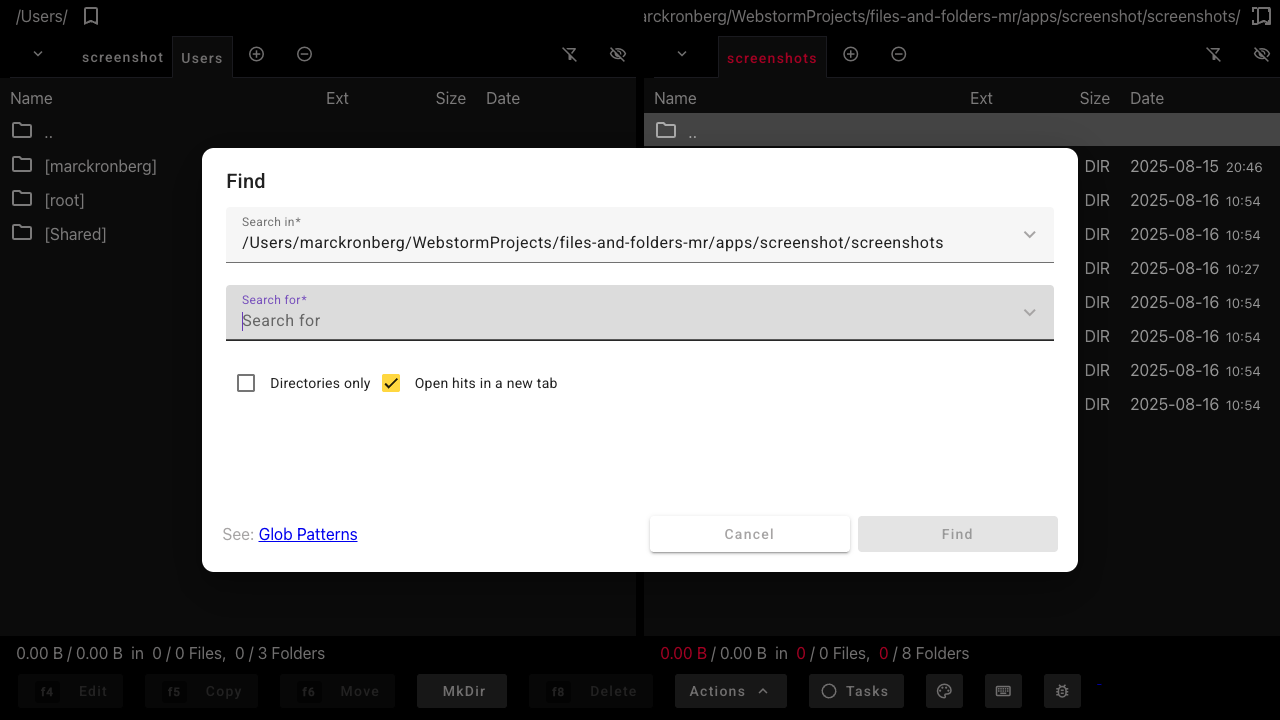 /Users/
arckronberg/WebstormProjects/files-and-folders-mr/apps/screenshot/screenshots/
screenshot Users
screenshots
Name Ext Size Date
Name Ext Size Date
..
[marckronberg]
[root]
[Shared]
..
DIR 2025-08-15 20:46
DIR 2025-08-16 10:54
DIR 2025-08-16 10:54
DIR 2025-08-16 10:27
DIR 2025-08-16 10:54
DIR 2025-08-16 10:54
DIR 2025-08-16 10:54
DIR 2025-08-16 10:54
Find
Search in*
/Users/marckronberg/WebstormProjects/files-and-folders-mr/apps/screenshot/screenshots
Search for*
Search for
Directories only Open hits in a new tab
See: Glob Patterns
Cancel Find
0.00 B / 0.00 B in 0 / 0 Files, 0 / 3 Folders
0.00 B / 0.00 B in 0 / 0 Files, 0 / 8 Folders
f4 Edit f5 Copy f6 Move MkDir f8 Delete Actions Tasks